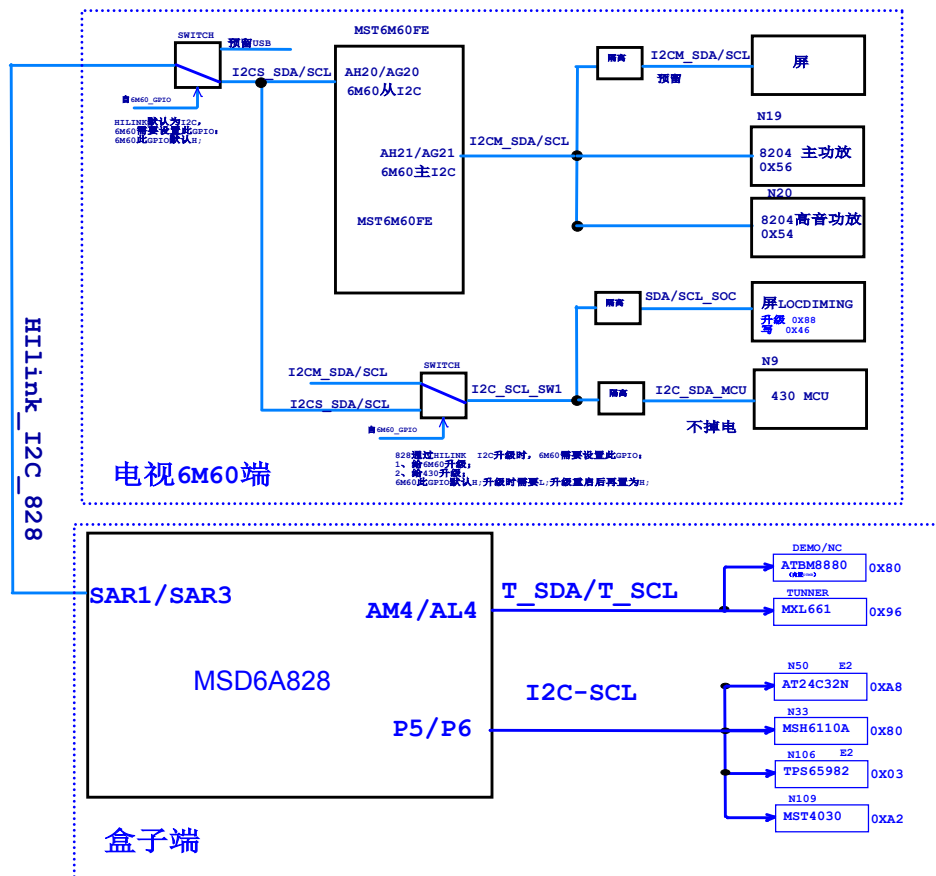 MST6M60FE
SWITCH
预留USB
I2CS_SDA/SCL
自6M60_GPIO
HILINK默认为I2C,
6M60需要设置此GPIO;
6M60此GPIO默认H;
AH20/AG20
6M60从I2C
AH21/AG21
6M60主I2C
MST6M60FE
I2CM_SDA/SCL
隔离
I2CM_SDA/SCL
预留
屏
N19
8204 主功放
0X56
N20
8204高音功放
0X54
隔离
SDA/SCL_SOC
屏LOCDIMING
升级 0X88
写 0X46
SWITCH
I2CM_SDA/SCL
I2CS_SDA/SCL
I2C_SCL_SW1
自6M60_GPIO
隔离
I2C_SDA_MCU
N9
430 MCU
不掉电
828通过HILINK I2C升级时, 6M60需要设置此GPIO:
1、给6M60升级;
2、给430升级;
6M60此GPIO默认H;升级时需要L;升级重启后再置为H;
电视6M60端
HIlink_I2C_828
SAR1/SAR3
AM4/AL4
MSD6A828
P5/P6
T_SDA/T_SCL
I2C-SCL
DEMO/NC
ATBM8880
0X80
TUNNER
MXL661
0X96
N50 E2
AT24C32N
0XA8
N33
MSH6110A
0X80
N106 E2
TPS65982
0X03
N109
MST4030
0XA2
盒子端